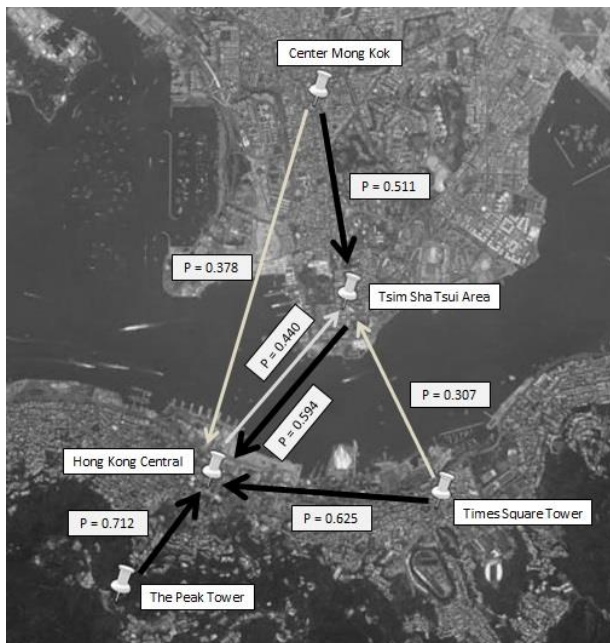 Center Mong Kok
P = 0.511
P = 0.378
Tsim Sha Tsui Area
P = 0.440
P = 0.307
P = 0.594
Hong Kong Central
P = 0.712
P = 0.625
Times Square Tower
The Peak Tower